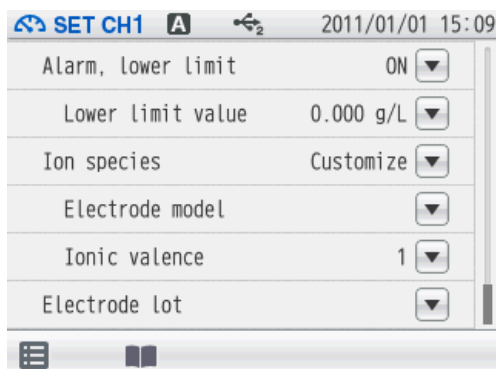 SET CH1 A 2 2011/01/01 15:09
Alarm, lower limit ON
Lower limit value 0.000 g/L
Ion species Customize
Electrode model
Ionic valence 1
Electrode lot